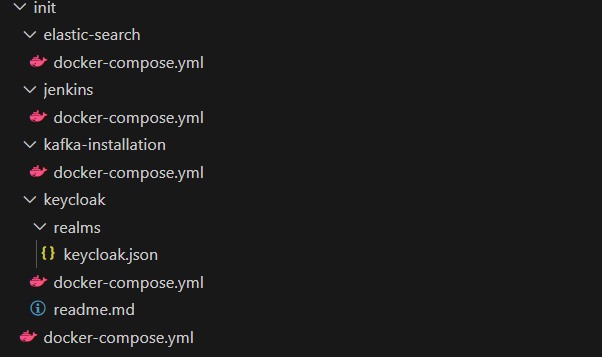 init
elastic-search
docker-compose.yml
jenkins
docker-compose.yml
kafka-installation
docker-compose.yml
keycloak
realms
{} keycloak.json
docker-compose.yml
readme.md
docker-compose.yml